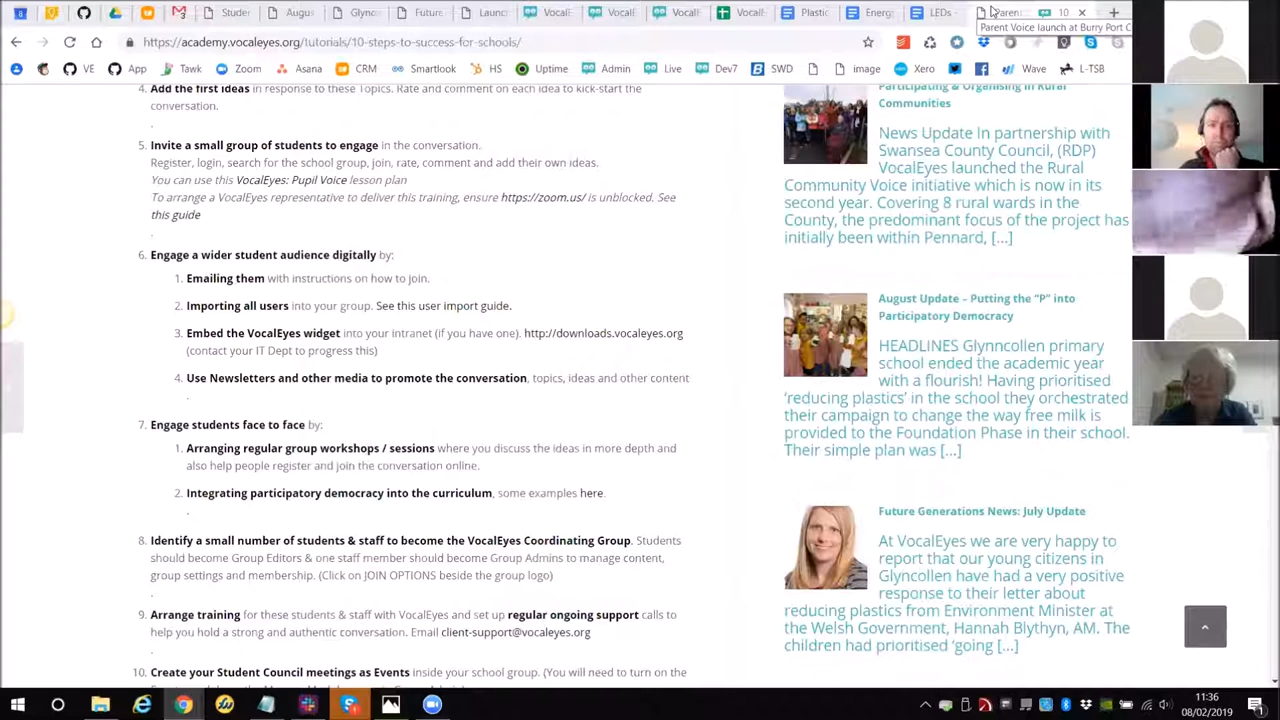 Studer
Augus
Glync
Future
Launc
VocalE
VocalE
VocalE
VocalE
Plastic
Energ
LEDs -
Parent
10
Parent Voice launch at Burry Port C
https://academy.vocaleyes.org/tutorials/10-steps-to-success-for-schools/
VE
App
Tawk
Zoom
Asana
CRM
Smartlook
HS
Uptime
Admin
Live
Dev7
SWD
image
Xero
Wave
L-TSB
4. Add the first ideas in response to these Topics. Rate and comment on each idea to kick-start the
conversation.
.
5. Invite a small group of students to engage in the conversation.
Register, login, search for the school group, join, rate, comment and add their own ideas.
You can use this VocalEyes: Pupil Voice lesson plan
To arrange a VocalEyes representative to deliver this training, ensure https://zoom.us/ is unblocked. See
this guide
.
6. Engage a wider student audience digitally by:
1. Emailing them with instructions on how to join.
2. Importing all users into your group. See this user import guide.
3. Embed the VocalEyes widget into your intranet (if you have one). http://downloads.vocaleyes.org
(contact your IT Dept to progress this)
4. Use Newsletters and other media to promote the conversation, topics, ideas and other content
.
7. Engage students face to face by:
1. Arranging regular group workshops / sessions where you discuss the ideas in more depth and
also help people register and join the conversation online.
2. Integrating participatory democracy into the curriculum, some examples here.
.
8. Identify a small number of students & staff to become the VocalEyes Coordinating Group. Students
should become Group Editors & one staff member should become Group Admins to manage content,
group settings and membership. (Click on JOIN OPTIONS beside the group logo)
.
9. Arrange training for these students & staff with VocalEyes and set up regular ongoing support calls to
help you hold a strong and authentic conversation. Email client-support@vocaleyes.org
.
10. Create your Student Council meetings as Events inside your school group. (You will need to turn on the
Participating & Organising in Rural
Communities
News Update In partnership with
Swansea County Council, (RDP)
VocalEyes launched the Rural
Community Voice initiative which is now in its
second year. Covering 8 rural wards in the
County, the predominant focus of the project has
initially been within Pennard, [...]
August Update – Putting the "P" into
Participatory Democracy
HEADLINES Glynncollen primary
school ended the academic year
with a flourish! Having prioritised
'reducing plastics' in the school they orchestrated
their campaign to change the way free milk is
provided to the Foundation Phase in their school.
Their simple plan was [...]
Future Generations News: July Update
At VocalEyes we are very happy to
report that our young citizens in
Glyncollen have had a very positive
response to their letter about
reducing plastics from Environment Minister at
the Welsh Government, Hannah Blythyn, AM. The
children had prioritised 'going [...]
11:36
08/02/2019